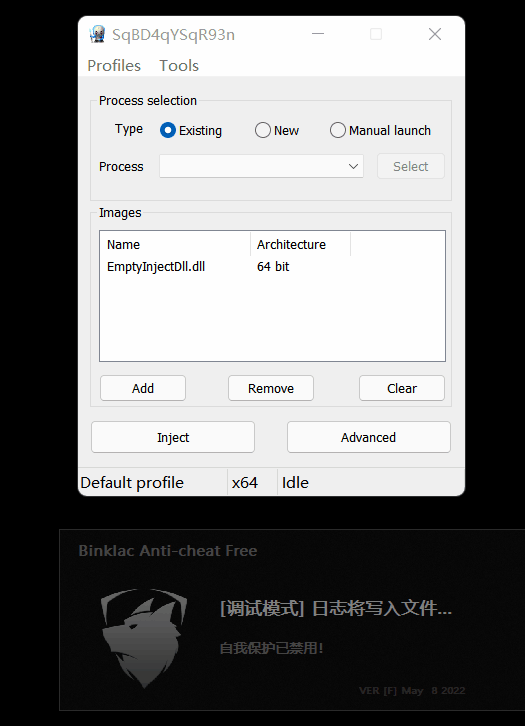 SqBD4qYSqR93n
Profiles Tools
Process selection
Type Existing New Manual launch
Process Select
Images
Name Architecture
EmptyInjectDll.dll 64 bit
Add Remove Clear
Inject Advanced
Default profile x64 Idle
Binklac Anti-cheat Free
[调试模式] 日志将写入文件...
自我保护已禁用!
VER [F] May 8 2022